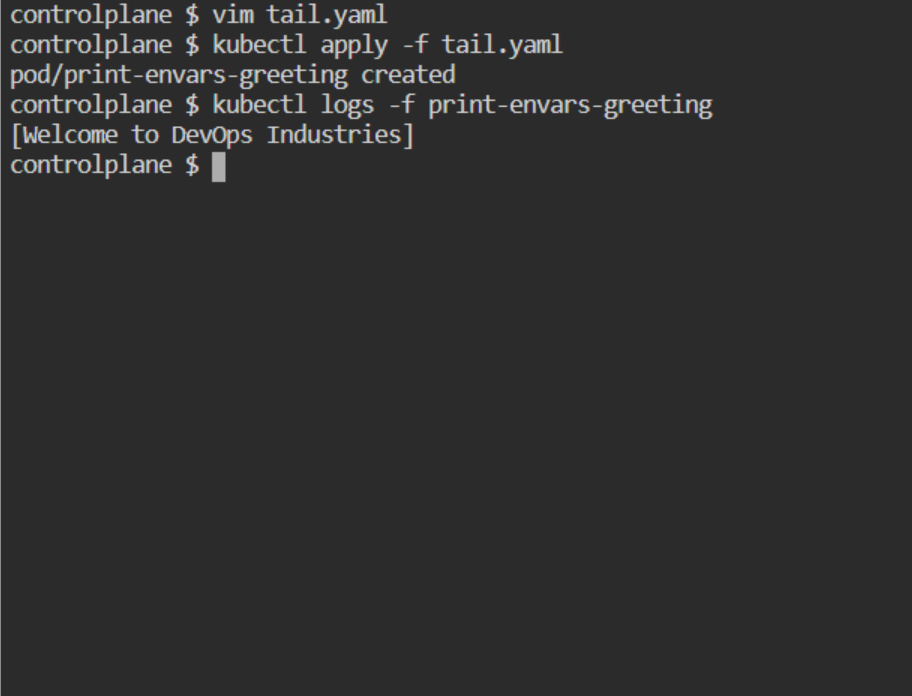 controlplane $ vim tail.yaml
controlplane $ kubectl apply -f tail.yaml
pod/print-envars-greeting created
controlplane $ kubectl logs -f print-envars-greeting
[Welcome to DevOps Industries]
controlplane $